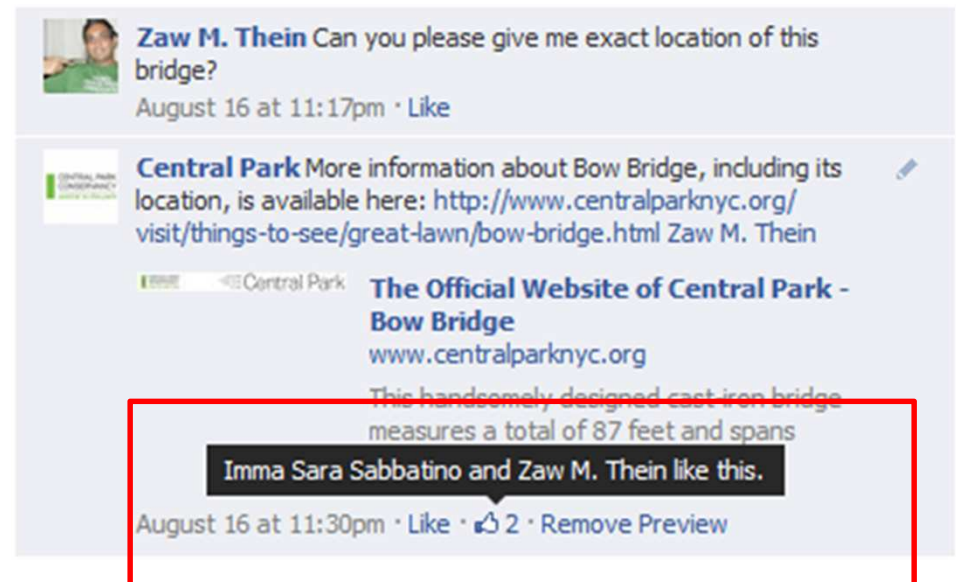 Zaw M. Thein Can you please give me exact location of this
bridge?
August 16 at 11:17pm · Like
CENTRAL PARK
CONSERVANCY
Central Park More information about Bow Bridge, including its
location, is available here: http://www.centralparknyc.org/
visit/things-to-see/great-lawn/bow-bridge.html Zaw M. Thein
Central Park
The Official Website of Central Park -
Bow Bridge
www.centralparknyc.org
This handsomely designed cast-iron bridge
measures a total of 87 feet and spans
Imma Sara Sabbatino and Zaw M. Thein like this.
August 16 at 11:30pm · Like · 2 · Remove Preview